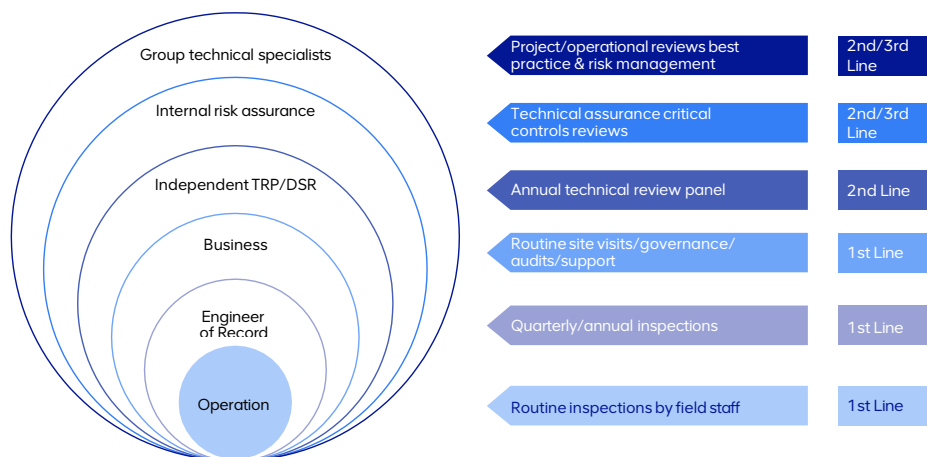 Group technical specialists
Project/operational reviews best
practice & risk management
2nd/3rd
Line
Internal risk assurance
Technical assurance critical
controls reviews
2nd/3rd
Line
Independent TRP/DSR
Annual technical review panel
2nd Line
Business
Routine site visits/governance/
audits/support
1st Line
Engineer
of Record
Quarterly/annual inspections
1st Line
Operation
Routine inspections by field staff
1st Line